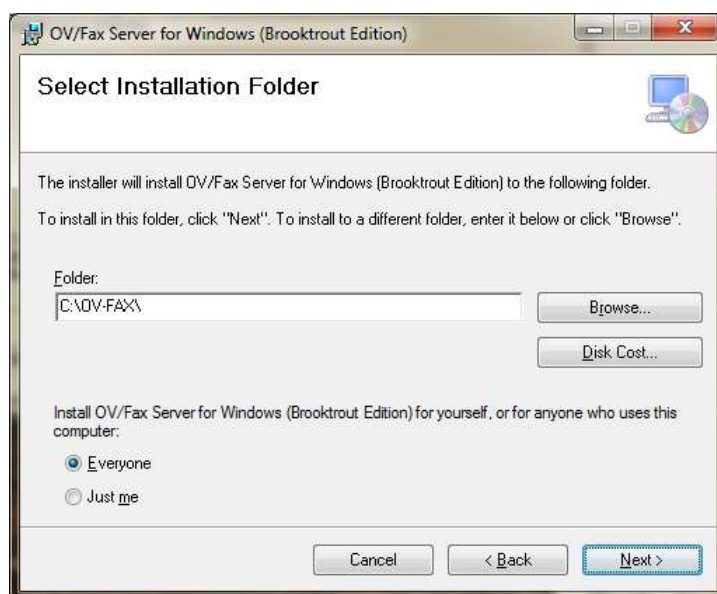 OV/Fax Server for Windows (Brooktrout Edition)
Select Installation Folder
The installer will install OV/Fax Server for Windows (Brooktrout Edition) to the following folder.
To install in this folder, click "Next". To install to a different folder, enter it below or click "Browse".
Folder:
C:\OV-FAX\
Browse...
Disk Cost...
Install OV/Fax Server for Windows (Brooktrout Edition) for yourself, or for anyone who uses this
computer:
Everyone
Just me
Cancel
< Back
Next >